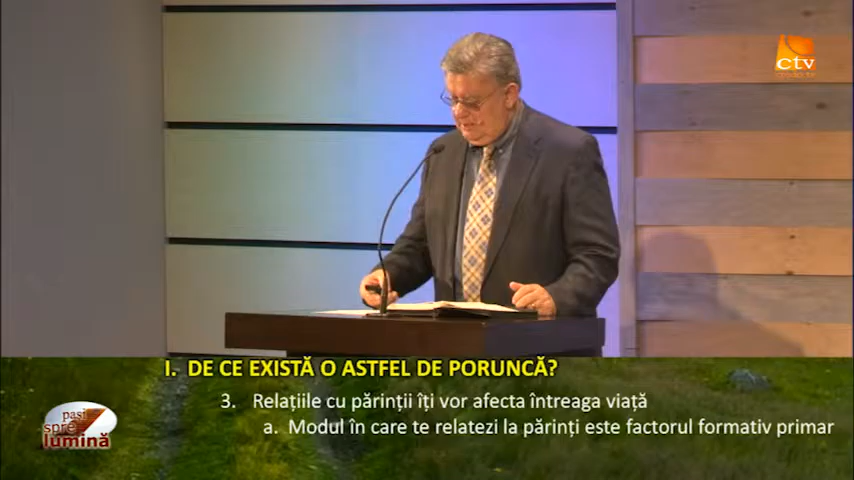 ctv
I. DE CE EXISTĂ O ASTFEL DE PORUNCĂ?
3. Relațiile cu părinții îți vor afecta întreaga viață
a. Modul în care te relatezi la părinți este factorul formativ primar
pași
spre
lumină